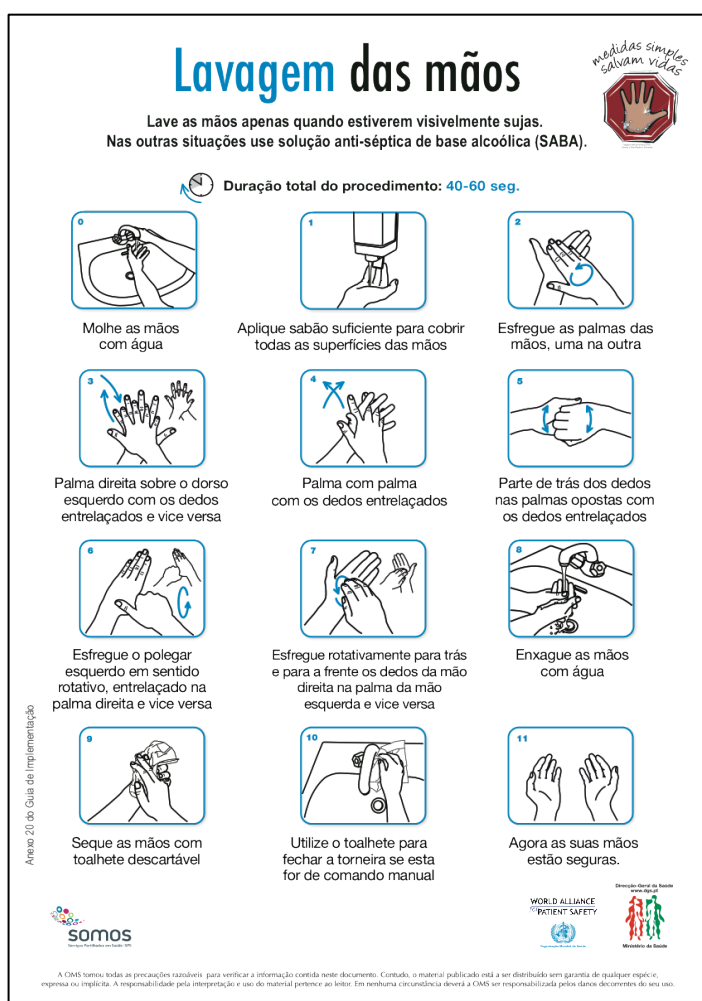 Lavagem das mãos
medidas simples
salvam vidas
Lave as mãos apenas quando estiverem visivelmente sujas.
Nas outras situações use solução anti-séptica de base alcoólica (SABA).
Duração total do procedimento: 40-60 seg.
0
Molhe as mãos
com água
1
Aplique sabão suficiente para cobrir
todas as superfícies das mãos
2
Esfregue as palmas das
mãos, uma na outra
3
Palma direita sobre o dorso
esquerdo com os dedos
entrelaçados e vice versa
4
Palma com palma
com os dedos entrelaçados
5
Parte de trás dos dedos
nas palmas opostas com
os dedos entrelaçados
6
Esfregue o polegar
esquerdo em sentido
rotativo, entrelaçado na
palma direita e vice versa
7
Esfregue rotativamente para trás
e para a frente os dedos da mão
direita na palma da mão
esquerda e vice versa
8
Enxague as mãos
com água
9
Seque as mãos com
toalhete descartável
10
Utilize o toalhete para
fechar a torneira se esta
for de comando manual
11
Agora as suas mãos
estão seguras.
Anexo 20 do Guia de Implementação
somos
WORLD ALLIANCE
for PATIENT SAFETY
Organização Mundial da Saúde
Direcção-Geral da Saúde
www.dgs.pt
Ministério da Saúde
A OMS tomou todas as precauções razoáveis para verificar a informação contida neste documento. Contudo, o material publicado está a ser distribuído sem garantia de qualquer espécie,
expressa ou implícita. A responsabilidade pela interpretação e uso do material pertence ao leitor. Em nenhuma circunstância deverá a OMS ser responsabilizada pelos danos decorrentes do seu uso.